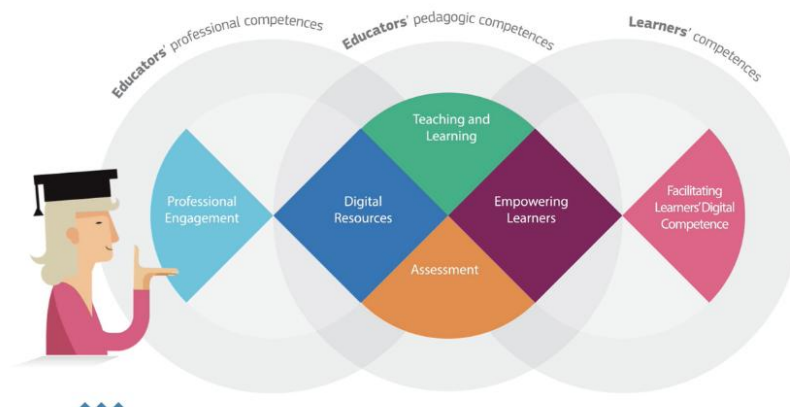 Educators' professional competences
Educators' pedagogic competences
Learners' competences
Teaching and
Learning
Professional
Engagement
Digital
Resources
Empowering
Learners
Facilitating
Learners' Digital
Competence
Assessment